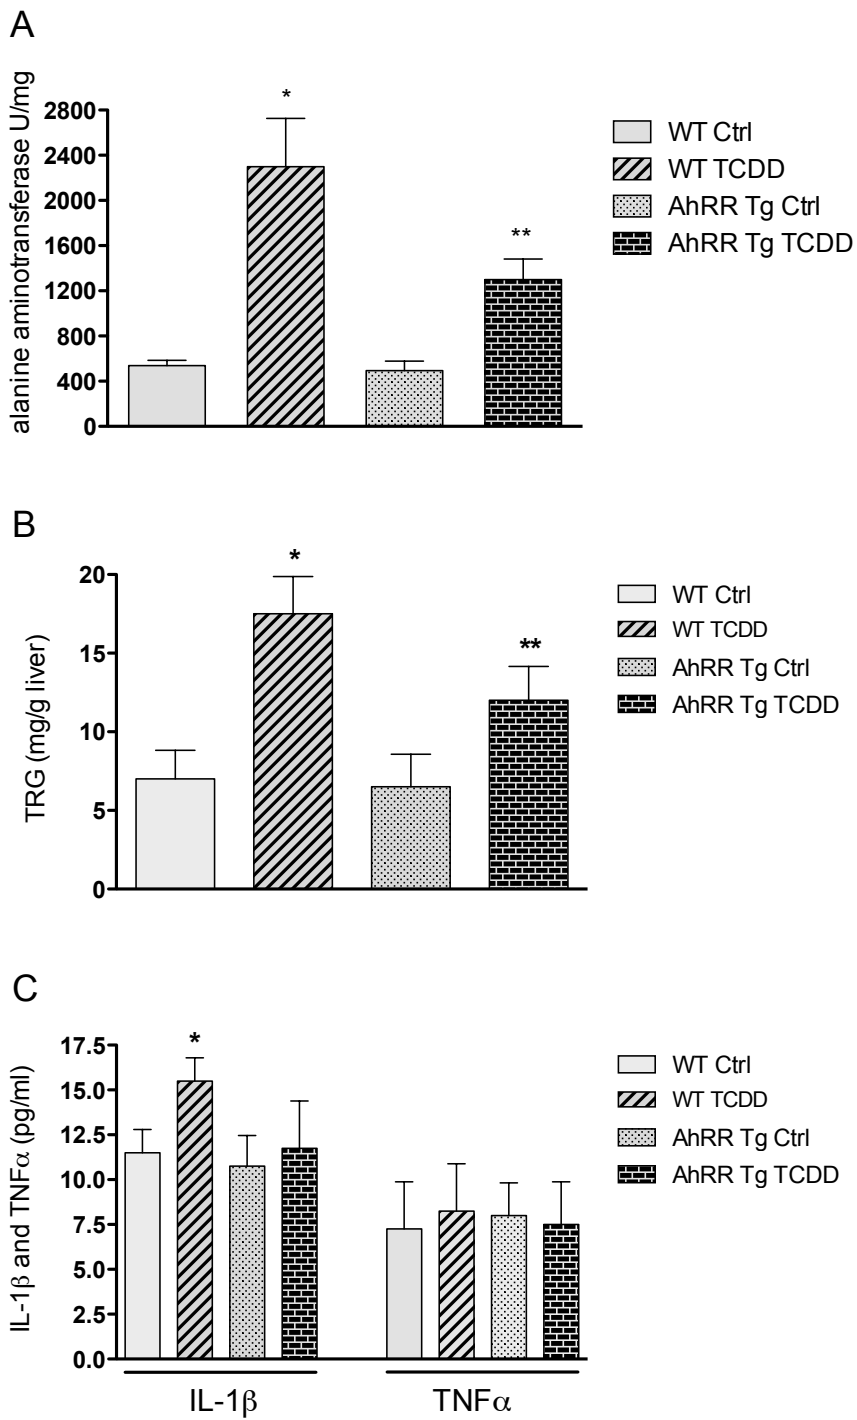 A
alanine aminotransferase U/mg
2800
2400
2000
1600
1200
800
400
0
*
**
WT Ctrl
WT TCDD
AhRR Tg Ctrl
AhRR Tg TCDD
B
TRG (mg/g liver)
20
15
10
5
0
*
**
WT Ctrl
WT TCDD
AhRR Tg Ctrl
AhRR Tg TCDD
C
IL-1β and TNFα (pg/ml)
17.5
15.0
12.5
10.0
7.5
5.0
2.5
0.0
*
WT Ctrl
WT TCDD
AhRR Tg Ctrl
AhRR Tg TCDD
IL-1β
TNFα